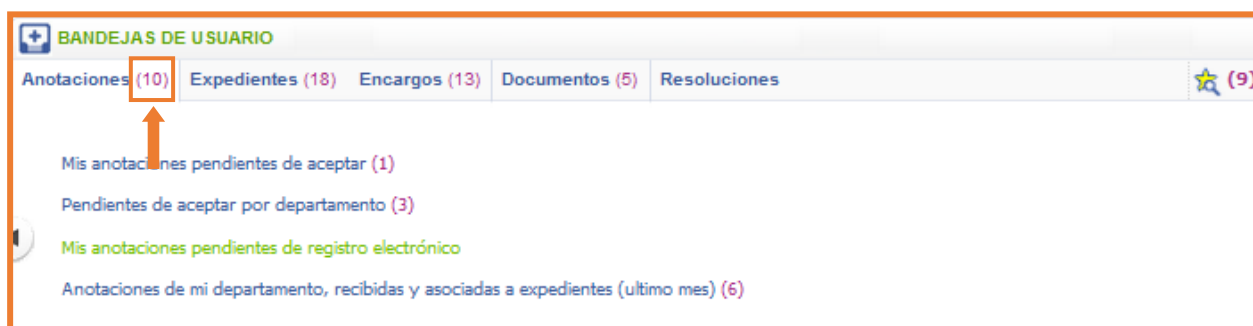 BANDEJAS DE USUARIO
Anotaciones (10) Expedientes (18) Encargos (13) Documentos (5) Resoluciones (9)
Mis anotaciones pendientes de aceptar (1)
Pendientes de aceptar por departamento (3)
Mis anotaciones pendientes de registro electrónico
Anotaciones de mi departamento, recibidas y asociadas a expedientes (ultimo mes) (6)